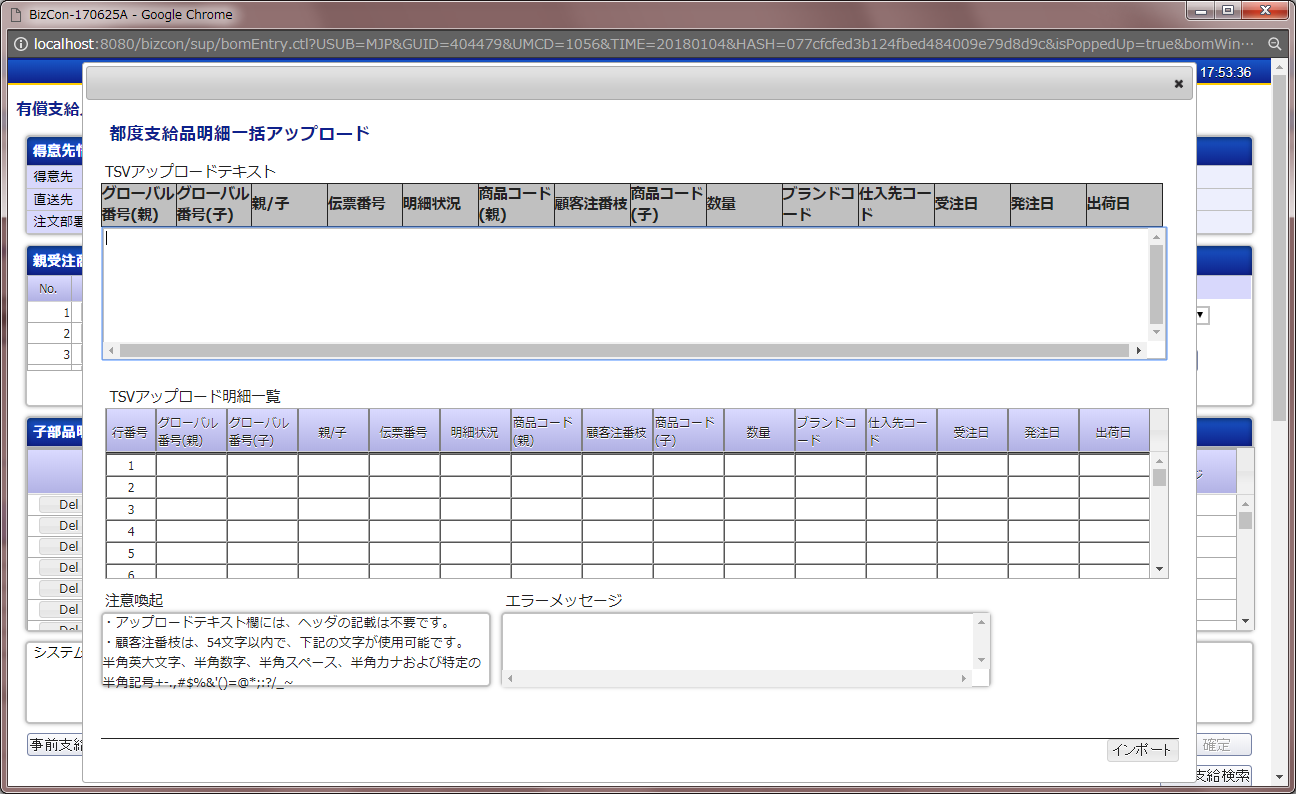 BizCon-170625A - Google Chrome
localhost:8080/bizcon/sup/bomEntry.ctl?USUB=MJP&GUID=404479&UMCD=1056&TIME=20180104&HASH=077cfcfed3b124fbed484009e79d8d9c&isPoppedUp=true&bomWin…
17:53:36
有償支給
都度支給品明細一括アップロード
得意先情
得意先
直送先
注文部署
TSVアップロードテキスト
グローバル番号(親) グローバル番号(子) 親/子 伝票番号 明細状況 商品コード(親) 顧客注番枝 商品コード(子) 数量 ブランドコード 仕入先コード 受注日 発注日 出荷日
親受注商
No.
1
2
3
TSVアップロード明細一覧
行番号 グローバル番号(親) グローバル番号(子) 親/子 伝票番号 明細状況 商品コード(親) 顧客注番枝 商品コード(子) 数量 ブランドコード 仕入先コード 受注日 発注日 出荷日
1
2
3
4
5
6
子部品明
Del
Del
Del
Del
Del
Del
Del
注意喚起
・アップロードテキスト欄には、ヘッダの記載は不要です。
・顧客注番枝は、54文字以内で、下記の文字が使用可能です。
半角英大文字、半角数字、半角スペース、半角カナおよび特定の
半角記号+-.,#$%&'()=@*;:?/_~
エラーメッセージ
システム
事前支給
インポート
確定
支給検索